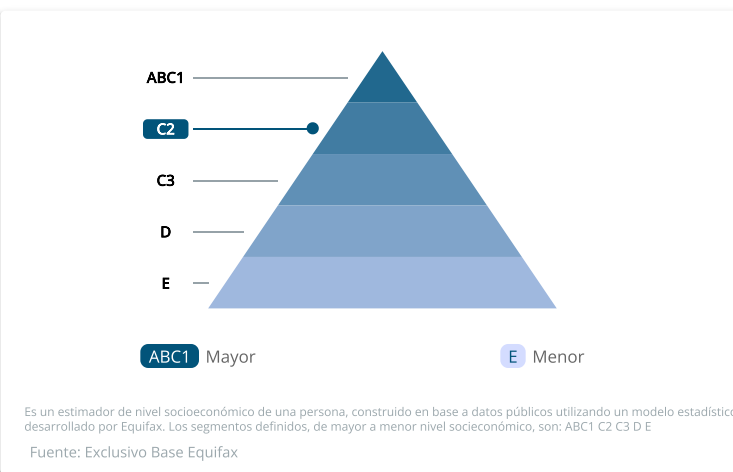 ABC1
C2
C3
D
E
ABC1 Mayor
E Menor
Es un estimador de nivel socioeconómico de una persona, construido en base a datos públicos utilizando un modelo estadístico
desarrollado por Equifax. Los segmentos definidos, de mayor a menor nivel socioeconómico, son: ABC1 C2 C3 D E
Fuente: Exclusivo Base Equifax